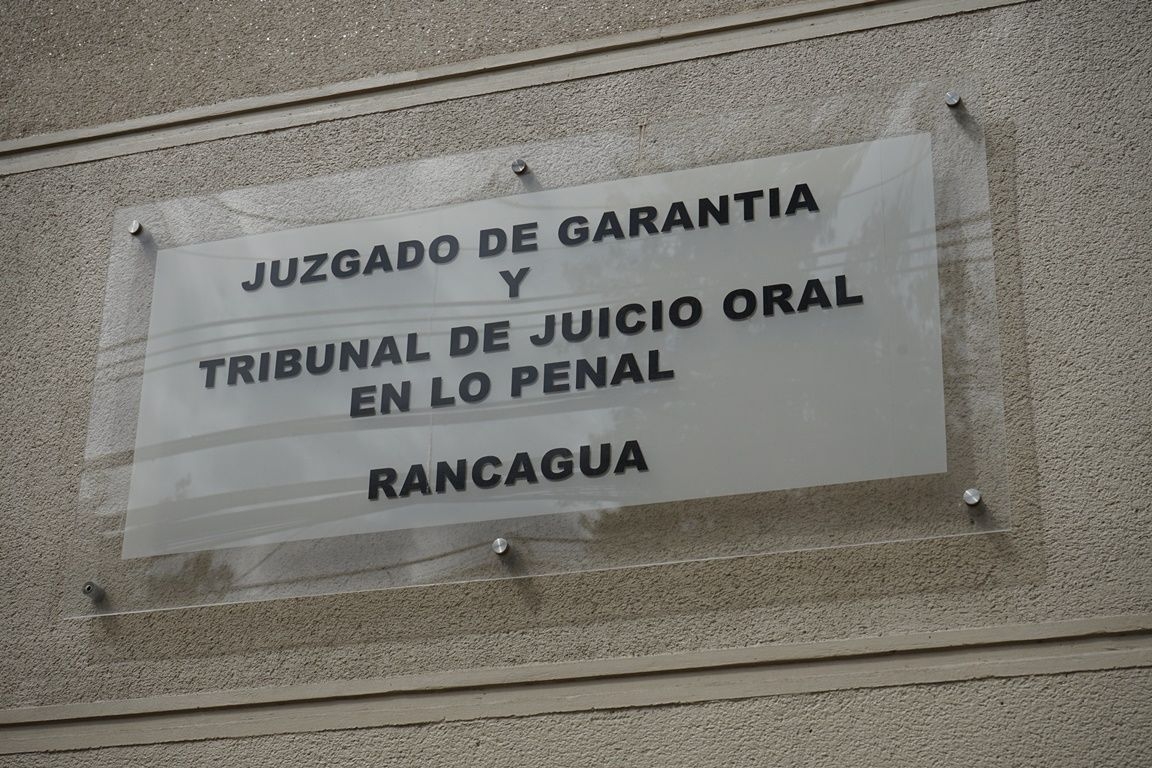 JUZGADO DE GARANTIA
Y
TRIBUNAL DE JUICIO ORAL
EN LO PENAL
RANCAGUA